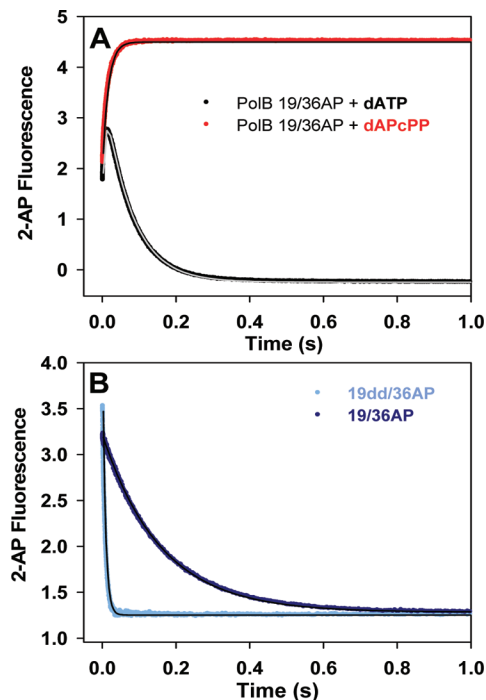 A
5
4
3
2
1
0
2-AP Fluorescence
PolB 19/36AP + dATP
PolB 19/36AP + dAPcPP
0.0 0.2 0.4 0.6 0.8 1.0
Time (s)
B
4.0
3.5
3.0
2.5
2.0
1.5
1.0
2-AP Fluorescence
19dd/36AP
19/36AP
0.0 0.2 0.4 0.6 0.8 1.0
Time (s)